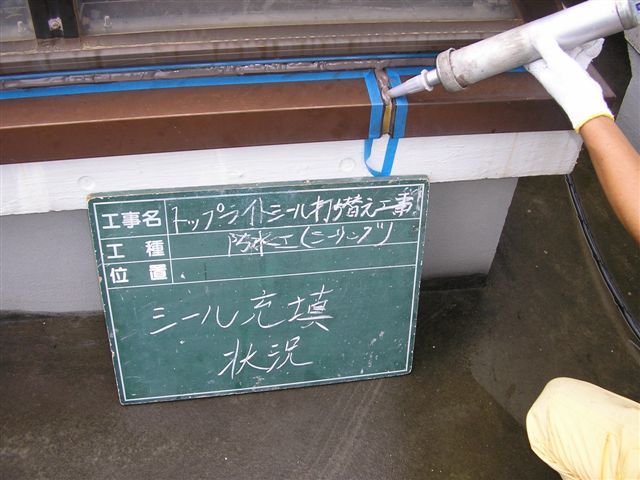 工事名 トップライトシール打ち替え工事
工種 防水工(シーリング)
位置
シール充填
状況